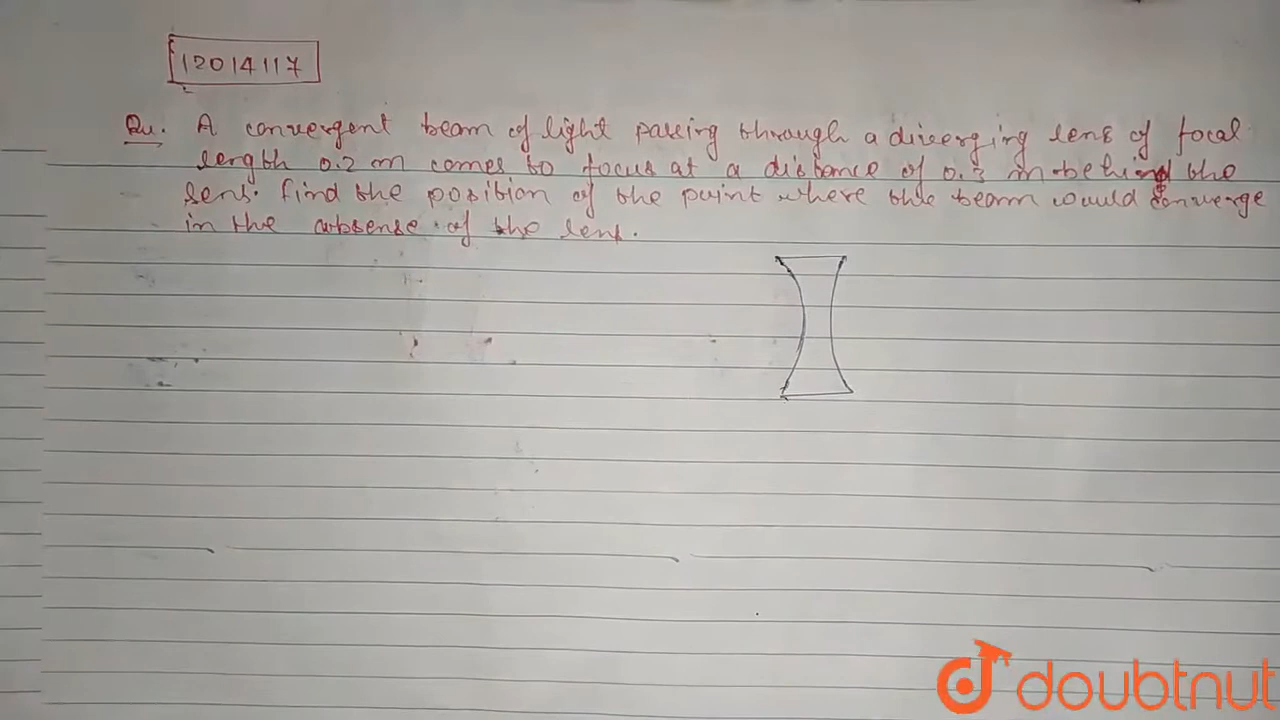 12014117
Qu. A convergent beam of light passing through a diverging lens of focal
length 0.2 m comes to focus at a distance of 0.3 m behind the
lens. find the position of the point where the beam would converge
in the absense of the lens.
doubtnut